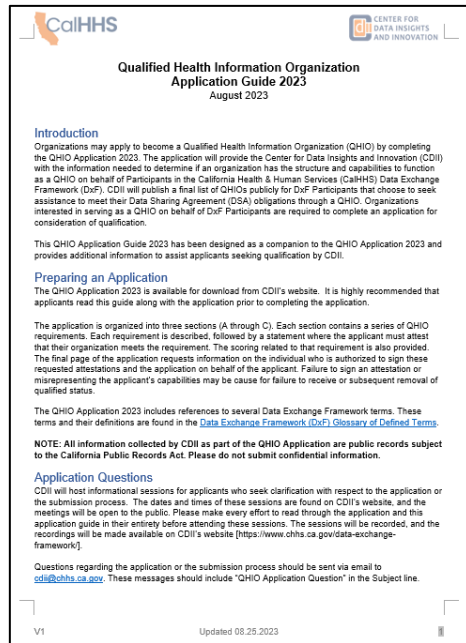 CalHHS
CENTER FOR
DATA INSIGHTS
AND INNOVATION
Qualified Health Information Organization
Application Guide 2023
August 2023
Introduction
Organizations may apply to become a Qualified Health Information Organization (QHIO) by completing
the QHIO Application 2023. The application will provide the Center for Data Insights and Innovation (CDII)
with the information needed to determine if an organization has the structure and capabilities to function
as a QHIO on behalf of Participants in the California Health & Human Services (CalHHS) Data Exchange
Framework (DxF). CDII will publish a final list of QHIOs publicly for DxF Participants that choose to seek
assistance to meet their Data Sharing Agreement (DSA) obligations through a QHIO. Organizations
interested in serving as a QHIO on behalf of DxF Participants are required to complete an application for
consideration of qualification.
This QHIO Application Guide 2023 has been designed as a companion to the QHIO Application 2023 and
provides additional information to assist applicants seeking qualification by CDII.
Preparing an Application
The QHIO Application 2023 is available for download from CDII's website. It is highly recommended that
applicants read this guide along with the application prior to completing the application.
The application is organized into three sections (A through C). Each section contains a series of QHIO
requirements. Each requirement is described, followed by a statement where the applicant must attest
that their organization meets the requirement. The scoring related to that requirement is also provided.
The final page of the application requests information on the individual who is authorized to sign these
requested attestations and the application on behalf of the applicant. Failure to sign an attestation or
misrepresenting the applicant's capabilities may be cause for failure to receive or subsequent removal of
qualified status.
The QHIO Application 2023 includes references to several Data Exchange Framework terms. These
terms and their definitions are found in the Data Exchange Framework (DxF) Glossary of Defined Terms.
NOTE: All information collected by CDII as part of the QHIO Application are public records subject
to the California Public Records Act. Please do not submit confidential information.
Application Questions
CDII will host informational sessions for applicants who seek clarification with respect to the application or
the submission process. The dates and times of these sessions are found on CDII's website, and the
meetings will be open to the public. Please make every effort to read through the application and this
application guide in their entirety before attending these sessions. The sessions will be recorded, and the
recordings will be made available on CDII's website [https://www.chhs.ca.gov/data-exchange-
framework/].
Questions regarding the application or the submission process should be sent via email to
cdii@chhs.ca.gov. These messages should include "QHIO Application Question" in the Subject line.
V1 Updated 08.25.2023 1